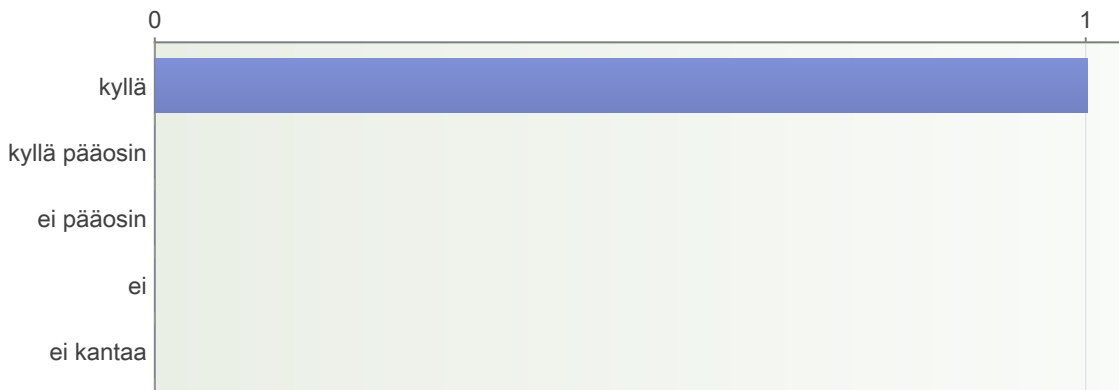 0 1
kyllä
kyllä pääosin
ei pääosin
ei
ei kantaa